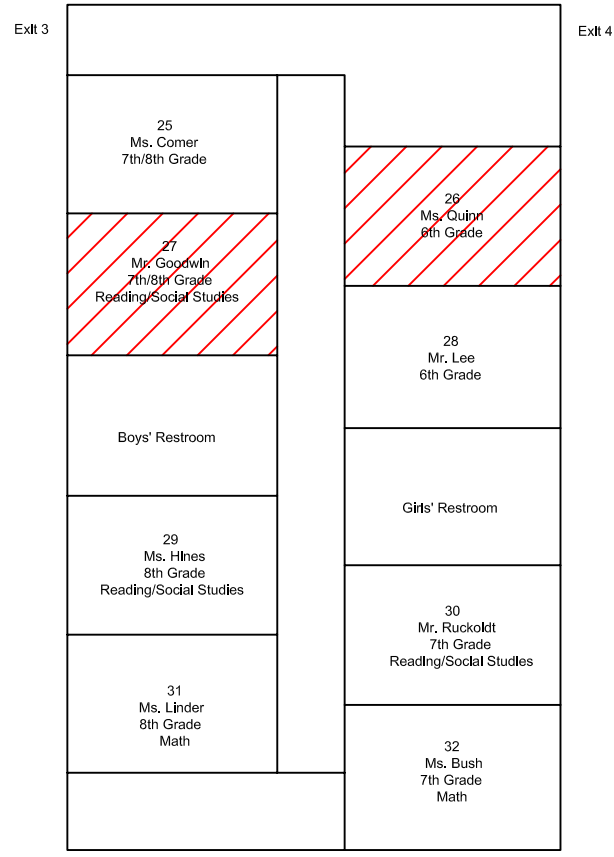 Exit 3
Exit 4
25
Ms. Comer
7th/8th Grade
26
Ms. Quinn
6th Grade
27
Mr. Goodwin
7th/8th Grade
Reading/Social Studies
28
Mr. Lee
6th Grade
Boys' Restroom
Girls' Restroom
29
Ms. Hines
8th Grade
Reading/Social Studies
30
Mr. Ruckoldt
7th Grade
Reading/Social Studies
31
Ms. Linder
8th Grade
Math
32
Ms. Bush
7th Grade
Math